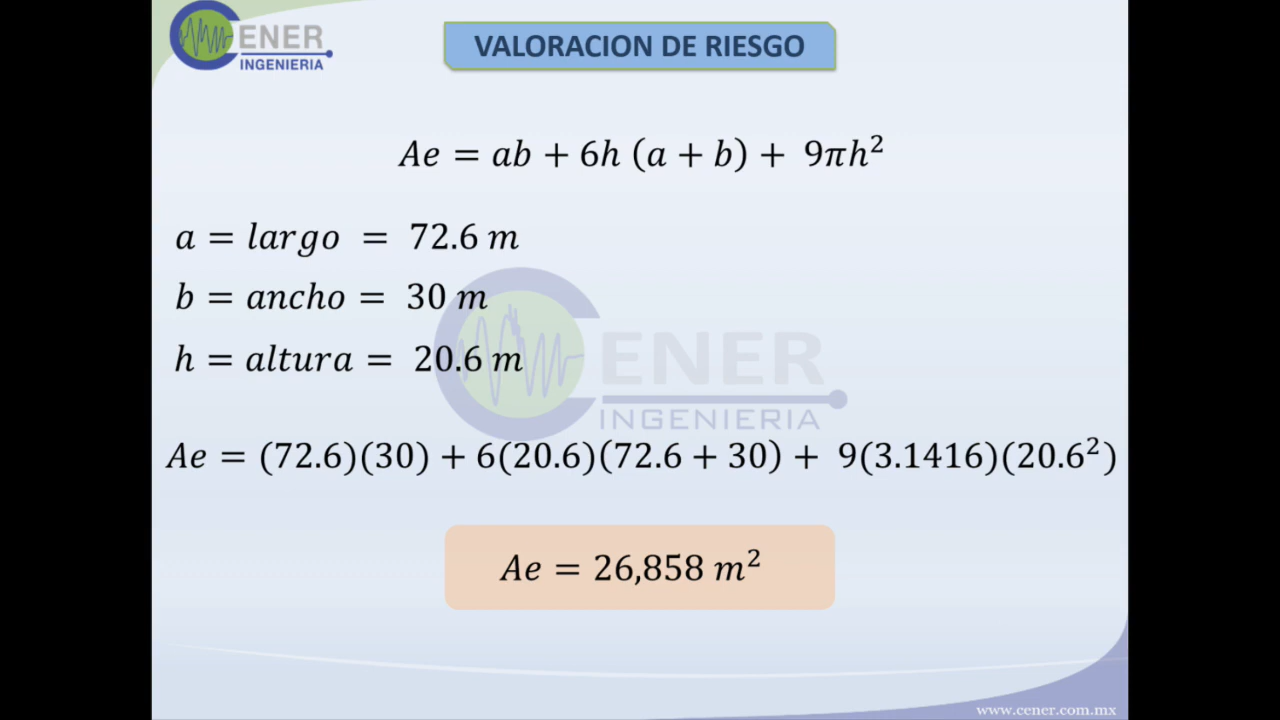 CENER
INGENIERIA
VALORACION DE RIESGO
Ae = ab + 6h (a + b) + 9πh²
a = largo = 72.6 m
b = ancho = 30 m
h = altura = 20.6 m
CENER
INGENIERIA
Ae = (72.6)(30) + 6(20.6)(72.6 + 30) + 9(3.1416)(20.6²)
Ae = 26,858 m²
www.cener.com.mx